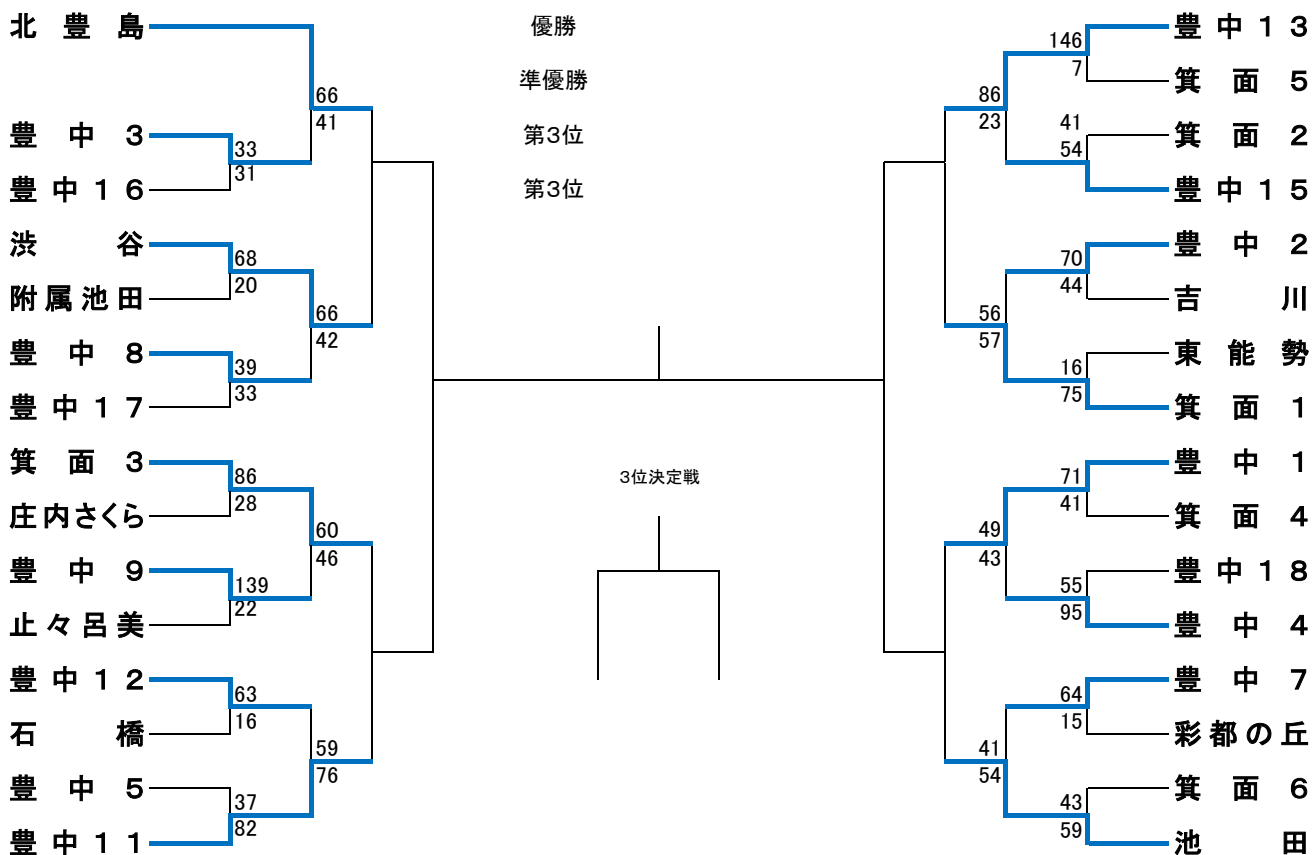 北豊島
66
41
豊中3
33
豊中16
31
渋谷
68
附属池田
20
66
42
豊中8
39
豊中17
33
箕面3
86
庄内さくら
28
60
46
豊中9
139
止々呂美
22
豊中12
63
石橋
16
59
76
豊中5
37
豊中11
82
優勝
準優勝
第3位
第3位
3位決定戦
豊中13
146
箕面5
7
86
23
箕面2
41
豊中15
54
豊中2
70
吉川
44
56
57
東能勢
16
箕面1
75
豊中1
71
箕面4
41
49
43
豊中18
55
豊中4
95
豊中7
64
彩都の丘
15
41
54
箕面6
43
池田
59